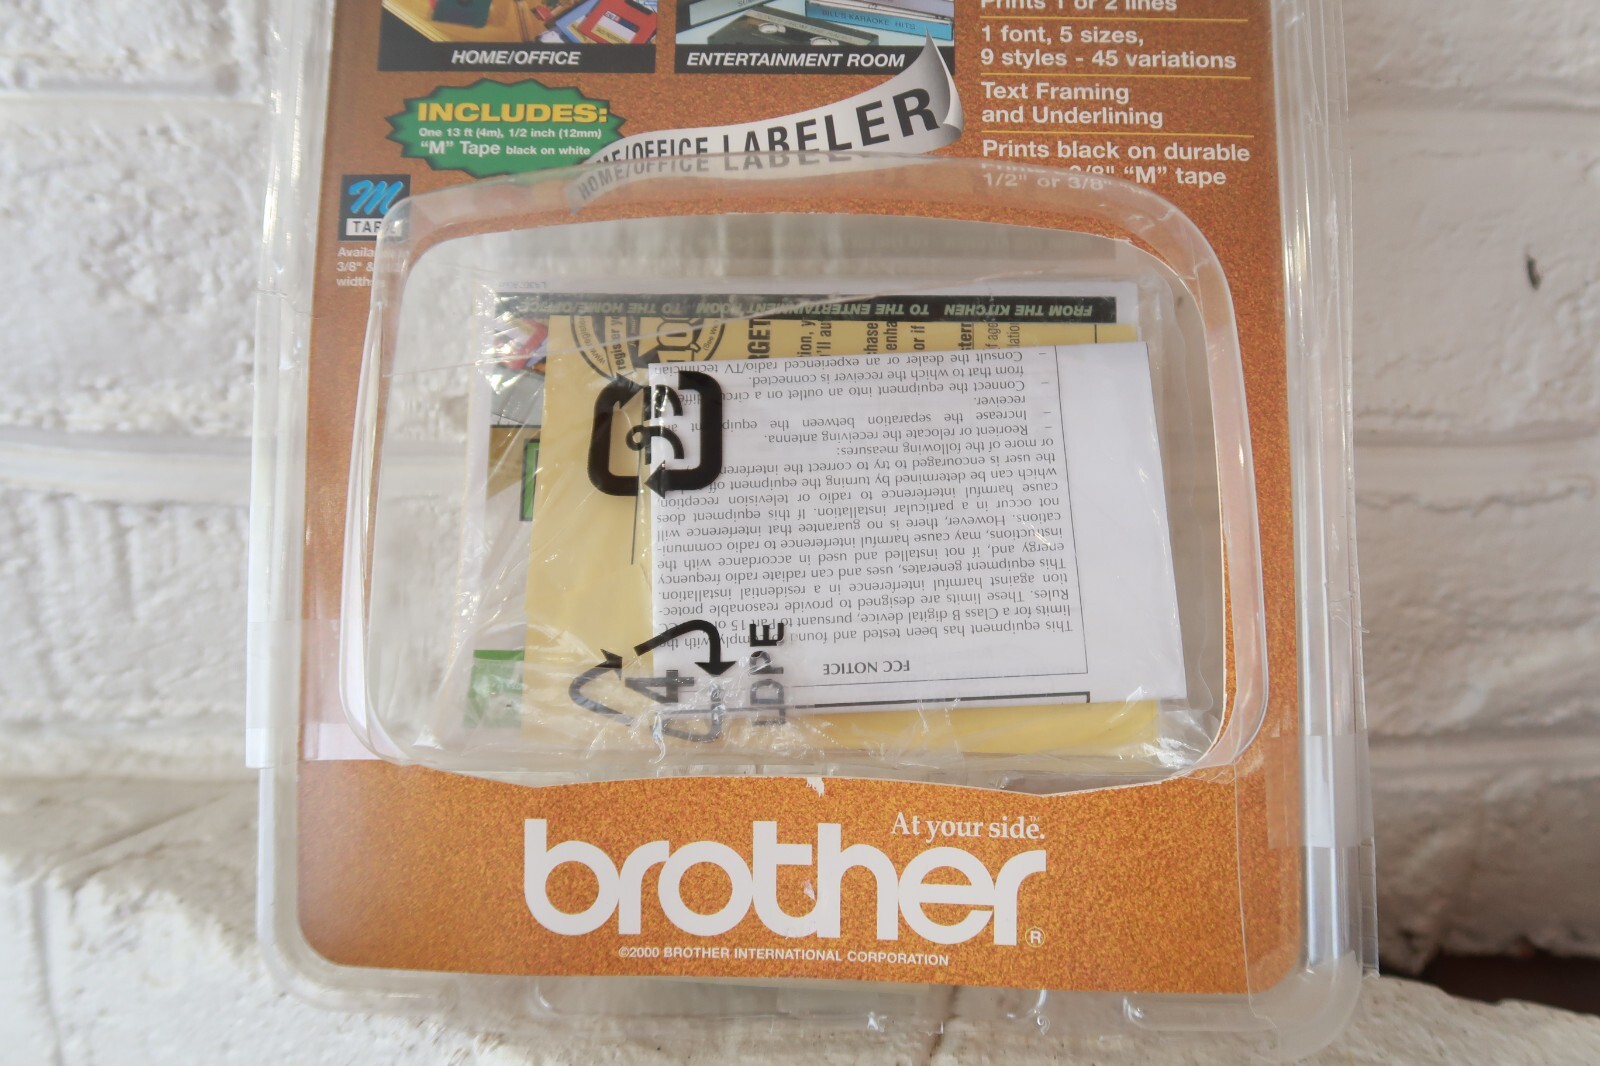 Prints 1 or 2 lines
BILL'S KARAOKE HITS
HOME/OFFICE
ENTERTAINMENT ROOM
1 font, 5 sizes,
9 styles - 45 variations
Text Framing
and Underlining
Prints black on durable
1/2" or 3/8" "M" tape
INCLUDES:
One 13 ft (4m), 1/2 inch (12mm)
"M" Tape black on white
HOME/OFFICE LABELER
M
TAPE
3/8" &
width
FROM THE KITCHEN TO THE ENTERTAINMENT ROOM TO THE HOME/OFFICE
FCC NOTICE
This equipment has been tested and found comply with the
limits for a Class B digital device, pursuant to Part 15 of FCC
Rules. These limits are designed to provide reasonable protec-
tion against harmful interference in a residential installation.
This equipment generates, uses and can radiate radio frequency
energy and, if not installed and used in accordance with the
instructions, may cause harmful interference to radio communi-
cations. However, there is no guarantee that interference will
not occur in a particular installation. If this equipment does
cause harmful interference to radio or television reception,
which can be determined by turning the equipment off
the user is encouraged to try to correct the interference
or more of the following measures:
– Reorient or relocate the receiving antenna.
– Increase the separation between the equipment and
receiver.
– Connect the equipment into an outlet on a circuit
from that to which the receiver is connected.
– Consult the dealer or an experienced radio/TV technician
4
LDPE
At your side.™
brother®
©2000 BROTHER INTERNATIONAL CORPORATION